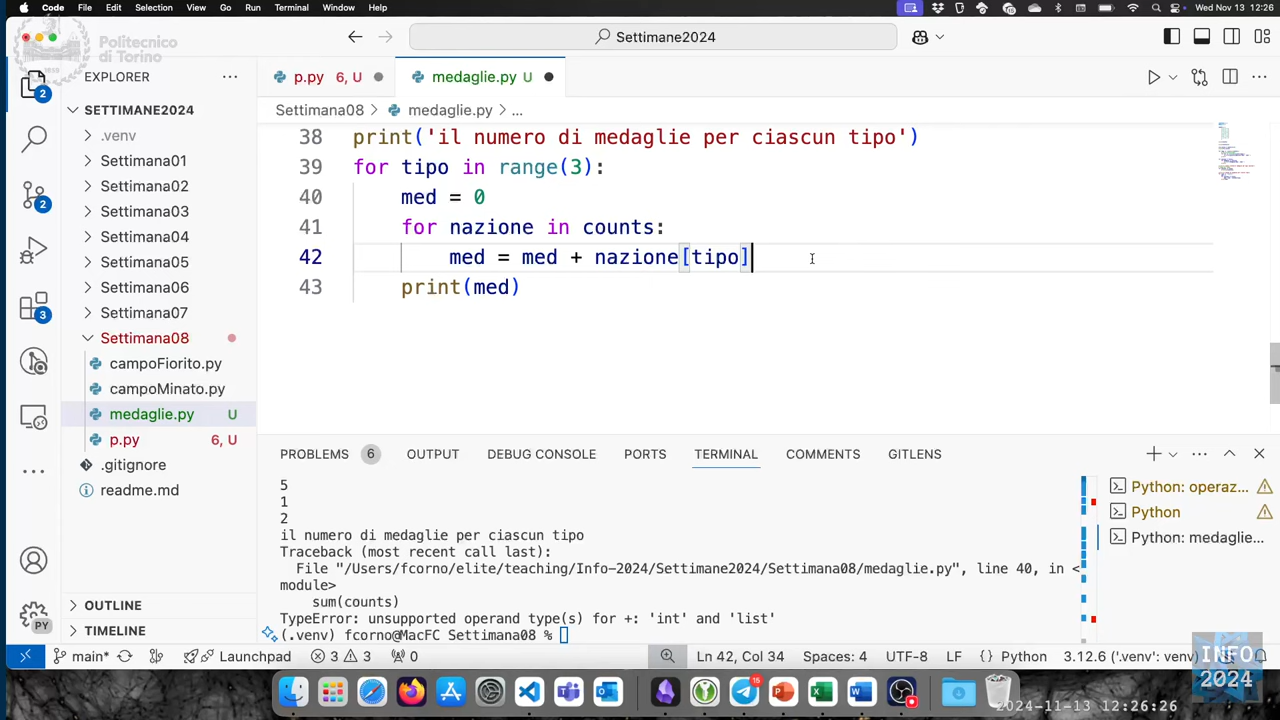 Code File Edit Selection View Go Run Terminal Window Help
Wed Nov 13 12:26
Politecnico
di Torino
Settimane2024
EXPLORER
p.py 6, U
medaglie.py U
SETTIMANE2024
Settimana08 > medaglie.py > ...
.venv
Settimana01
Settimana02
Settimana03
Settimana04
Settimana05
Settimana06
Settimana07
Settimana08
campoFiorito.py
campoMinato.py
medaglie.py U
p.py 6, U
.gitignore
readme.md
OUTLINE
TIMELINE
2
2
3
PY
38 print('il numero di medaglie per ciascun tipo')
39 for tipo in range(3):
40 med = 0
41 for nazione in counts:
42 med = med + nazione[tipo]
43 print(med)
PROBLEMS 6 OUTPUT DEBUG CONSOLE PORTS TERMINAL COMMENTS GITLENS
5
1
2
il numero di medaglie per ciascun tipo
Traceback (most recent call last):
File "/Users/fcorno/elite/teaching/Info-2024/Settimane2024/Settimana08/medaglie.py", line 40, in <
module>
sum(counts)
TypeError: unsupported operand type(s) for +: 'int' and 'list'
(.venv) fcorno@MacFC Settimana08 %
Python: operaz...
Python
Python: medaglie...
main* Launchpad 3 3 0 Ln 42, Col 34 Spaces: 4 UTF-8 LF {} Python 3.12.6 ('.venv': venv)
15
INFO
2024
2024-11-13 12:26:26